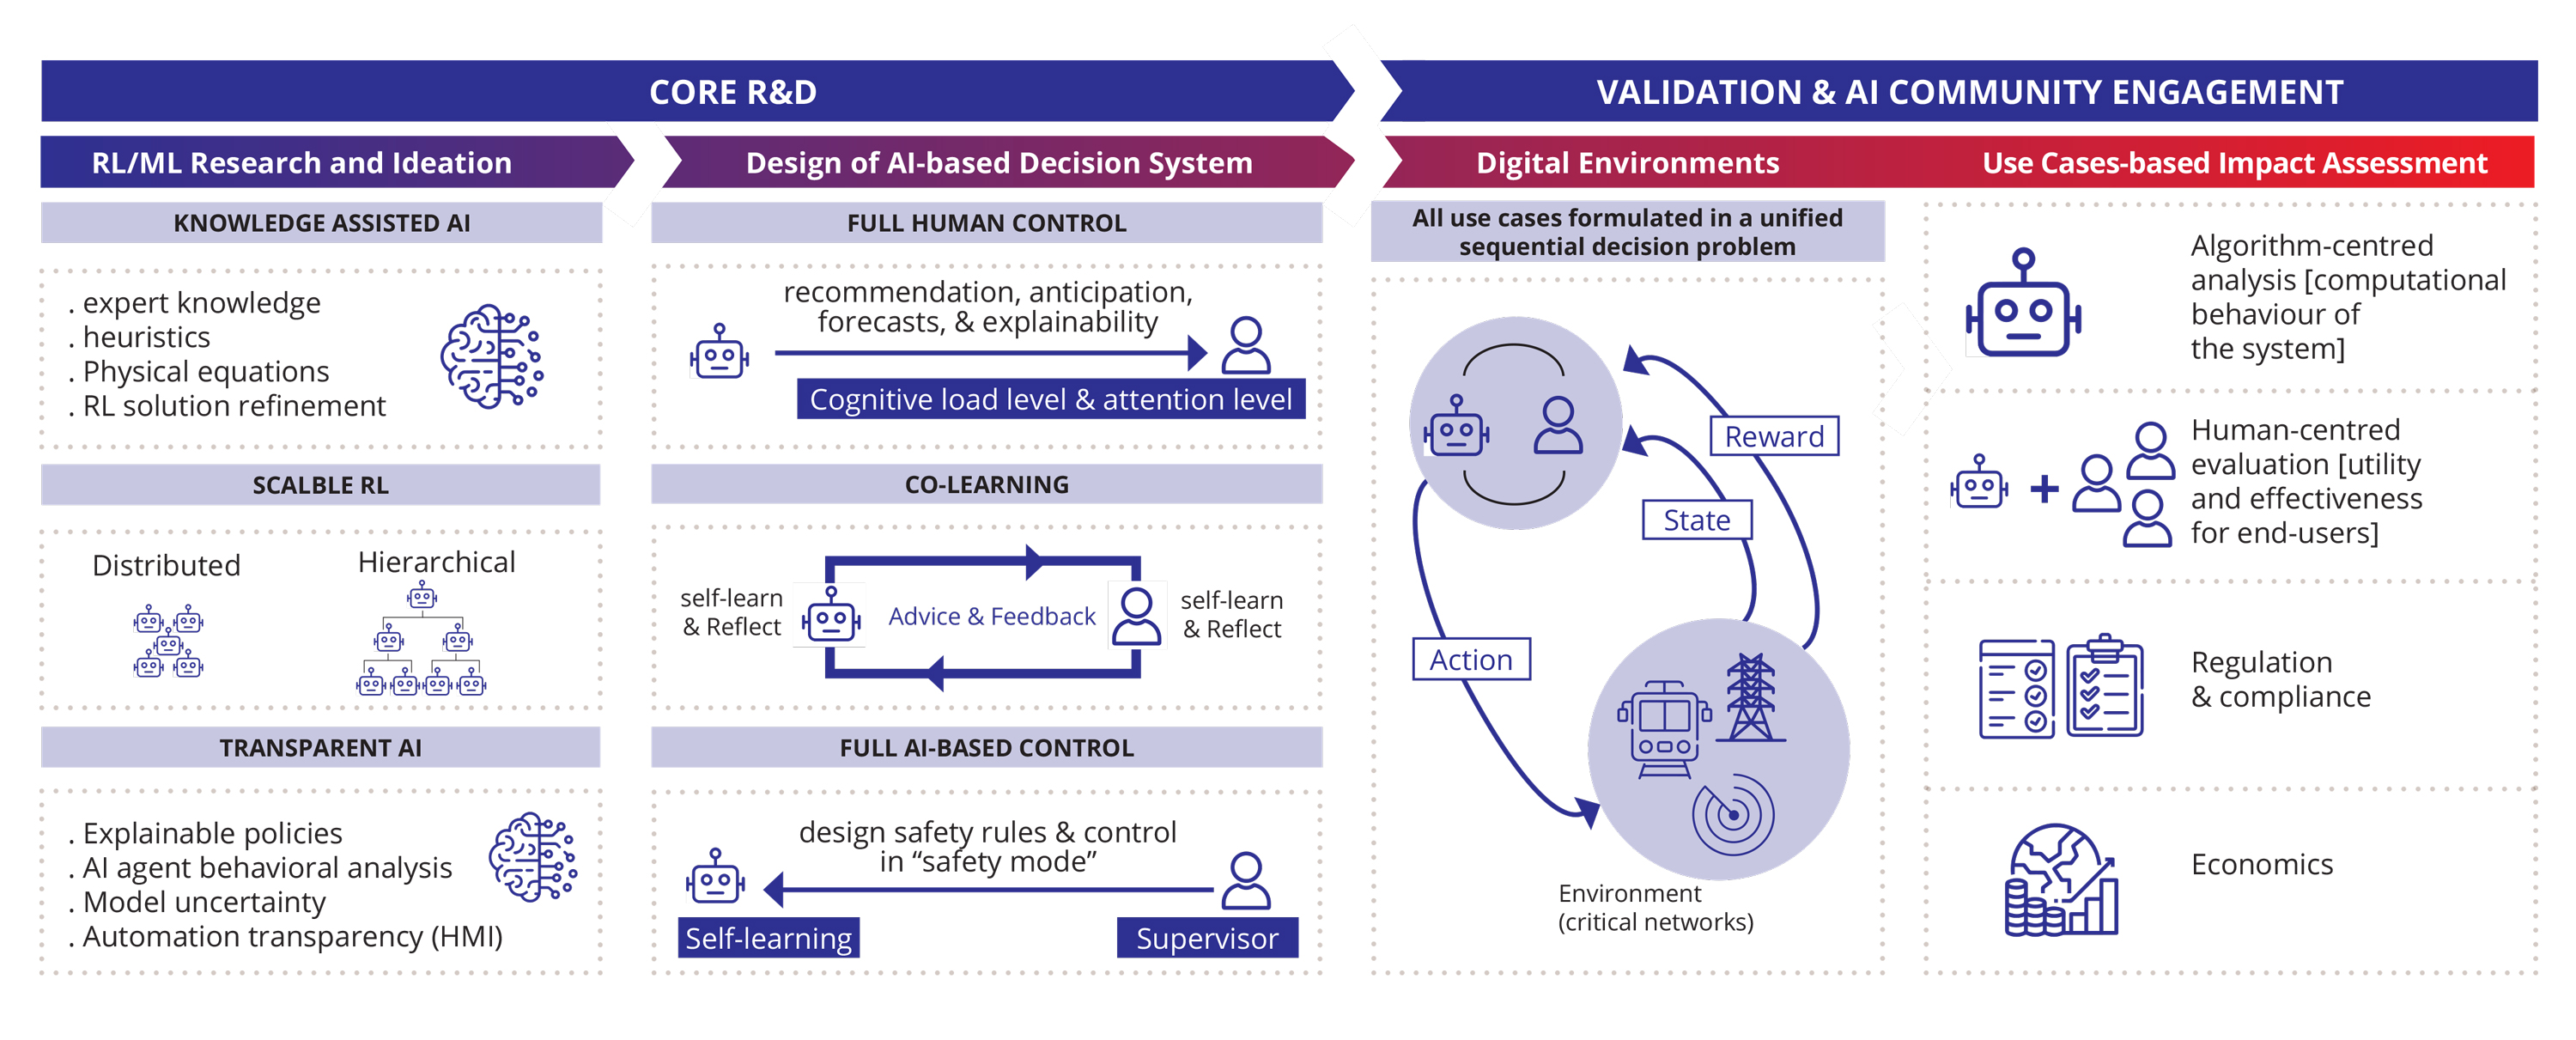 CORE R&D
VALIDATION & AI COMMUNITY ENGAGEMENT
RL/ML Research and Ideation
Design of AI-based Decision System
Digital Environments
Use Cases-based Impact Assessment
KNOWLEDGE ASSISTED AI
. expert knowledge
. heuristics
. Physical equations
. RL solution refinement
SCALBLE RL
Distributed
Hierarchical
TRANSPARENT AI
. Explainable policies
. AI agent behavioral analysis
. Model uncertainty
. Automation transparency (HMI)
FULL HUMAN CONTROL
recommendation, anticipation,
forecasts, & explainability
Cognitive load level & attention level
CO-LEARNING
self-learn
& Reflect
Advice & Feedback
self-learn
& Reflect
FULL AI-BASED CONTROL
design safety rules & control
in “safety mode”
Self-learning
Supervisor
All use cases formulated in a unified
sequential decision problem
Reward
State
Action
Environment
(critical networks)
Algorithm-centred
analysis [computational
behaviour of
the system]
Human-centred
evaluation [utility
and effectiveness
for end-users]
Regulation
& compliance
Economics